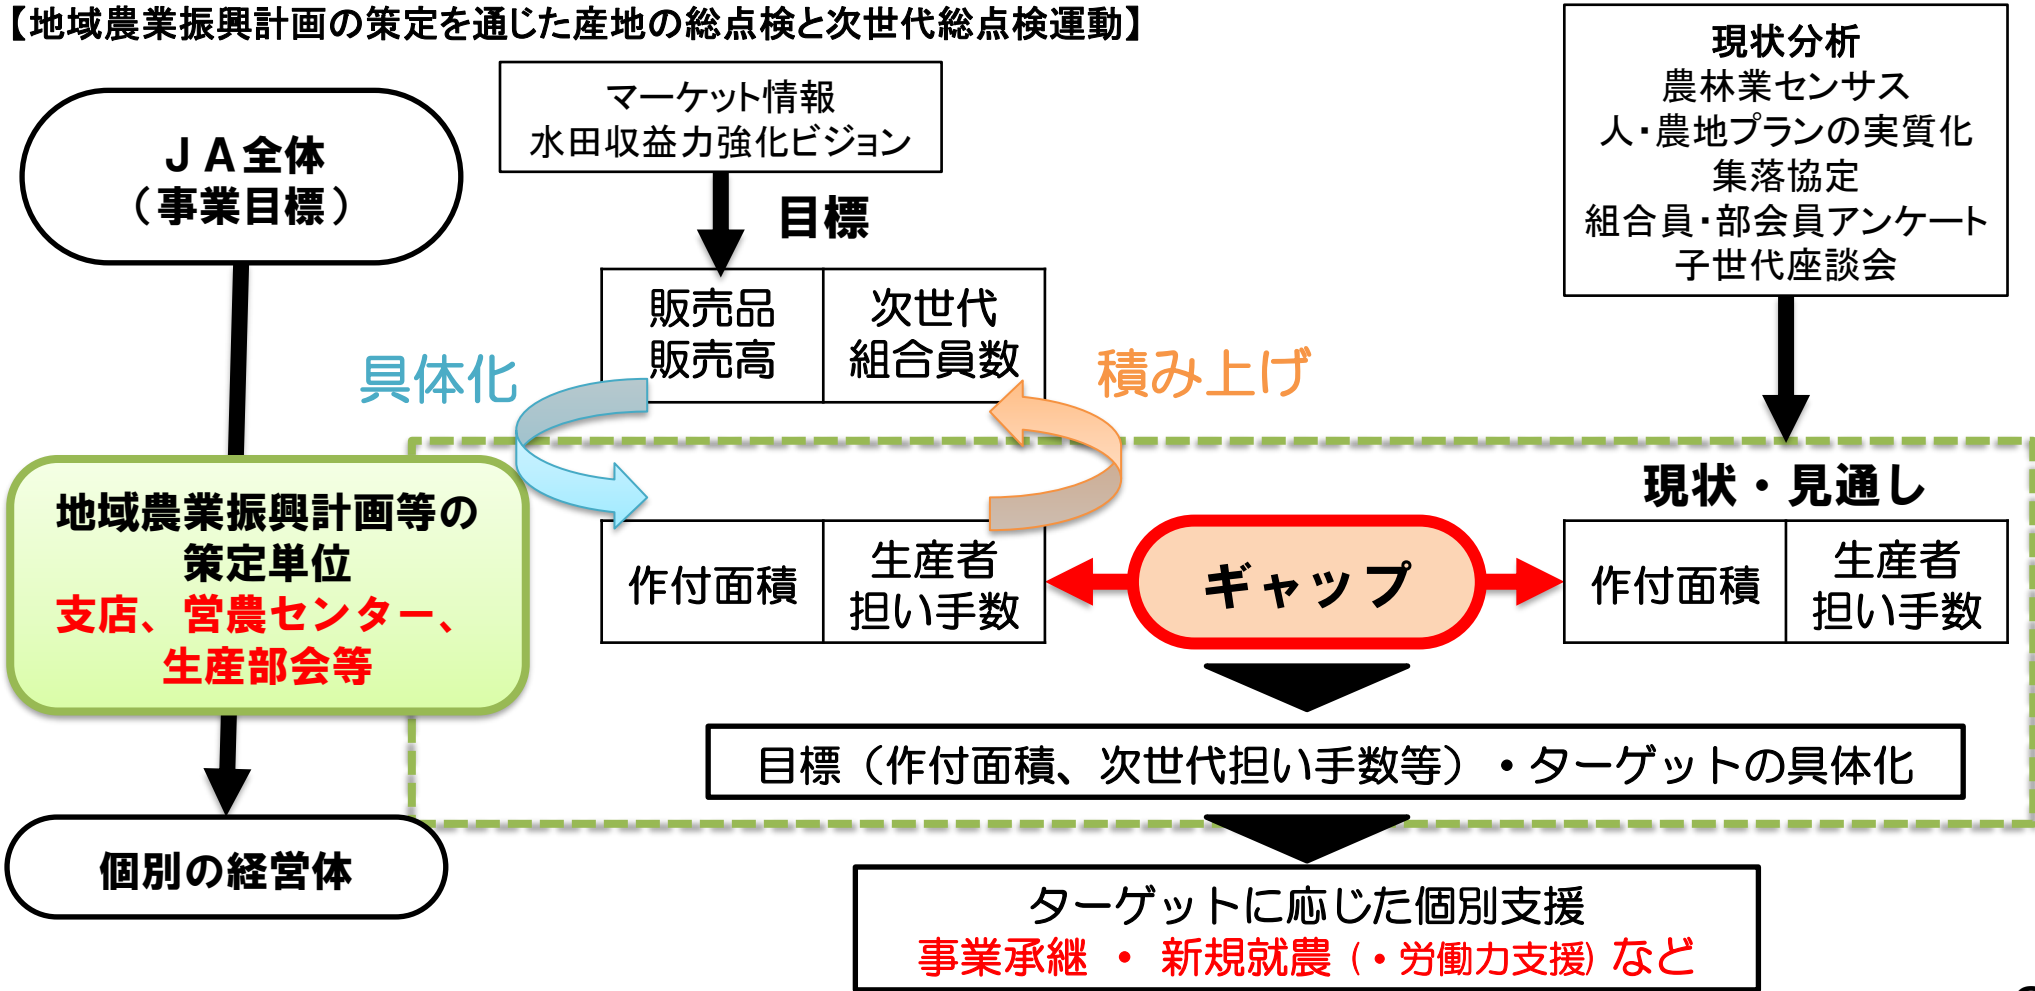 【地域農業振興計画の策定を通じた産地の総点検と次世代総点検運動】
ＪＡ全体
（事業目標）
マーケット情報
水田収益力強化ビジョン
目標
現状分析
農林業センサス
人・農地プランの実質化
集落協定
組合員・部会員アンケート
子世代座談会
販売品
販売高
次世代
組合員数
具体化
積み上げ
地域農業振興計画等の
策定単位
支店、営農センター、
生産部会等
作付面積
生産者
担い手数
ギャップ
現状・見通し
作付面積
生産者
担い手数
目標（作付面積、次世代担い手数等）・ターゲットの具体化
個別の経営体
ターゲットに応じた個別支援
事業承継 ・ 新規就農（・労働力支援）など